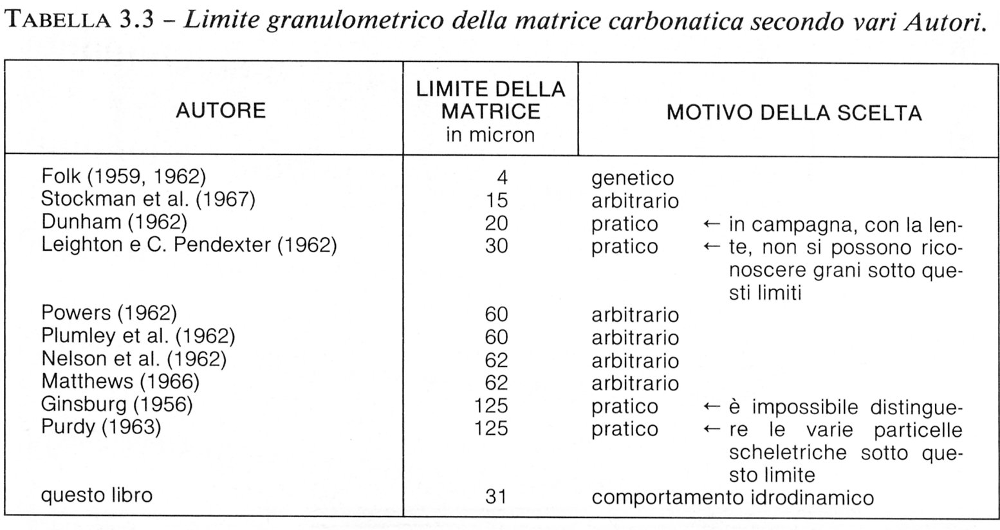 TABELLA 3.3 – Limite granulometrico della matrice carbonatica secondo vari Autori.
AUTORE
LIMITE DELLA
MATRICE
in micron
MOTIVO DELLA SCELTA
Folk (1959, 1962) 4 genetico
Stockman et al. (1967) 15 arbitrario
Dunham (1962) 20 pratico ← in campagna, con la len-
Leighton e C. Pendexter (1962) 30 pratico ← te, non si possono rico-
noscere grani sotto que-
sti limiti
Powers (1962) 60 arbitrario
Plumley et al. (1962) 60 arbitrario
Nelson et al. (1962) 62 arbitrario
Matthews (1966) 62 arbitrario
Ginsburg (1956) 125 pratico ← è impossibile distingue-
Purdy (1963) 125 pratico ← re le varie particelle
scheletriche sotto que-
sto limite
questo libro 31 comportamento idrodinamico